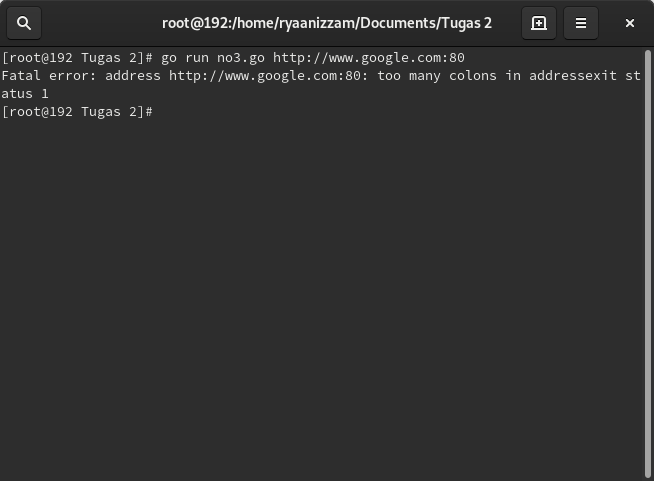 root@192:/home/ryaanizzam/Documents/Tugas 2
[root@192 Tugas 2]# go run no3.go http://www.google.com:80
Fatal error: address http://www.google.com:80: too many colons in addressexit st
atus 1
[root@192 Tugas 2]#